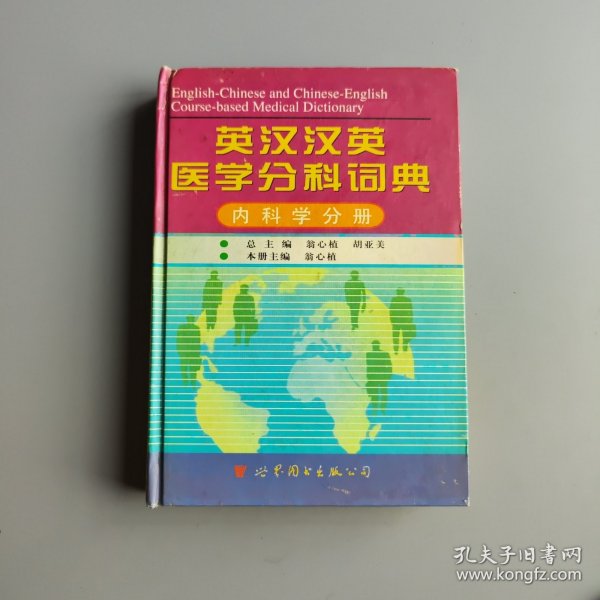 English-Chinese and Chinese-English
Course-based Medical Dictionary
英汉汉英
医学分科词典
内科学分册
总主编 翁心植 胡亚美
本册主编 翁心植
世界图书出版公司
孔夫子旧书网
www.kongfz.com